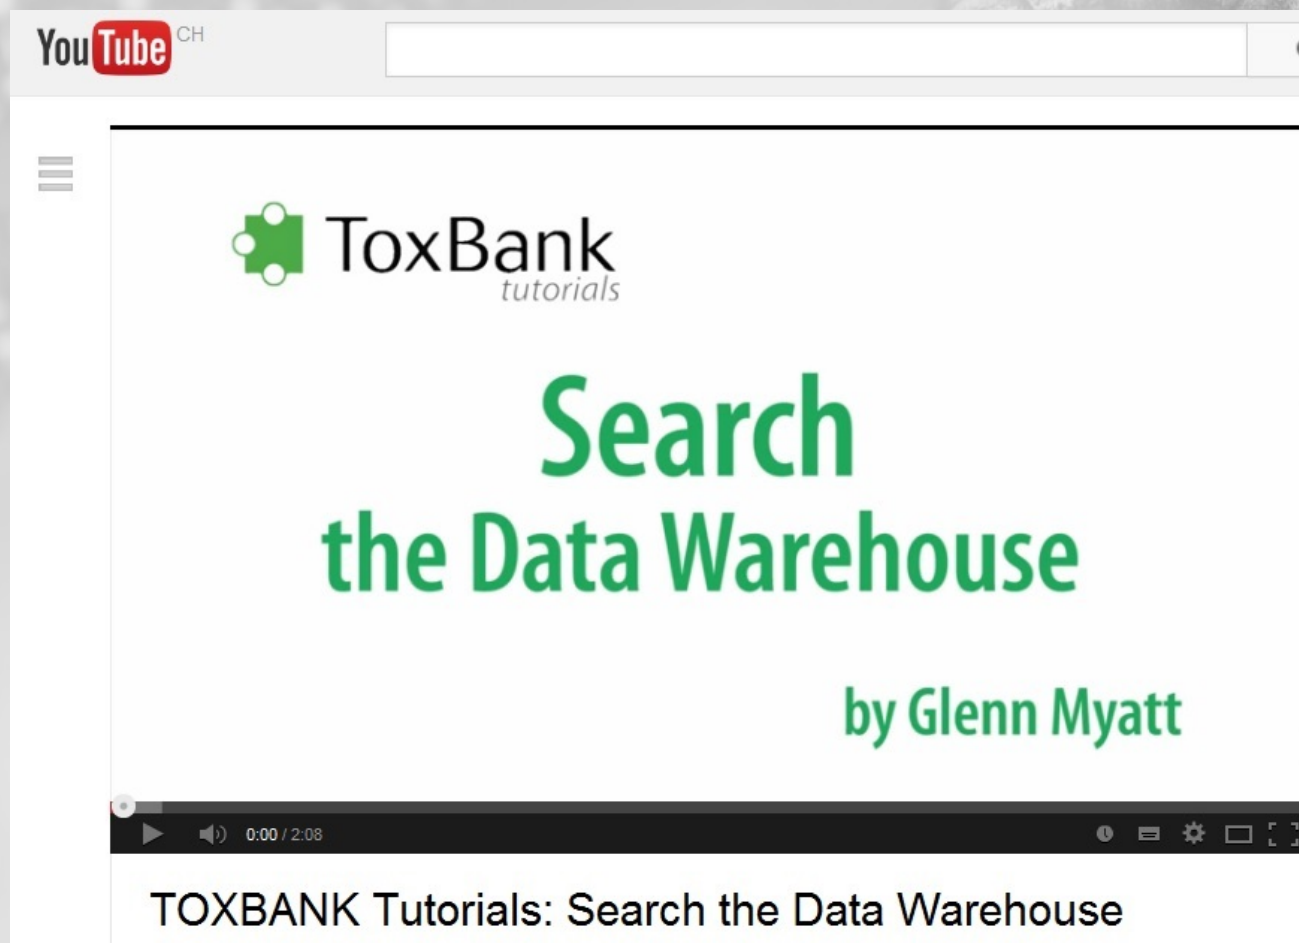 YouTube CH
ToxBank
tutorials
Search
the Data Warehouse
by Glenn Myatt
0:00 / 2:08
TOXBANK Tutorials: Search the Data Warehouse